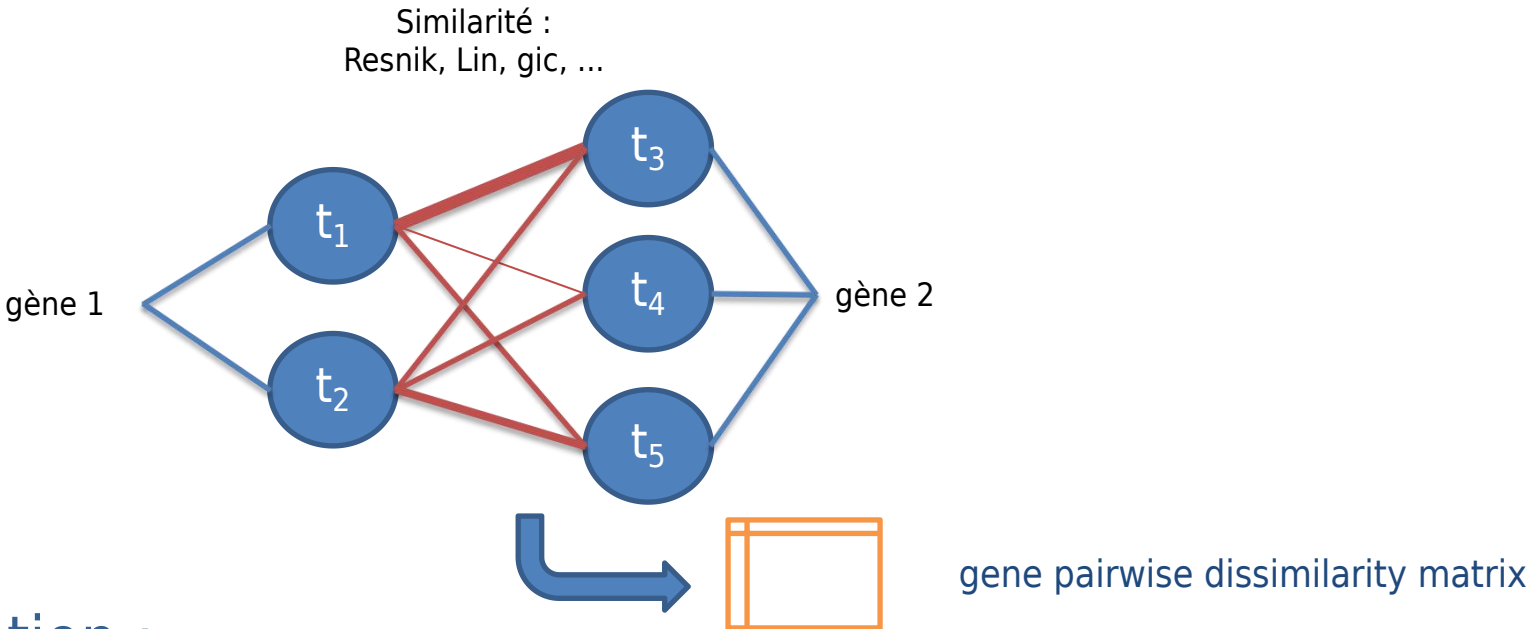 Similarité :
Resnik, Lin, gic, ...
t3
t1
t4
gène 1
gène 2
t2
t5
gene pairwise dissimilarity matrix